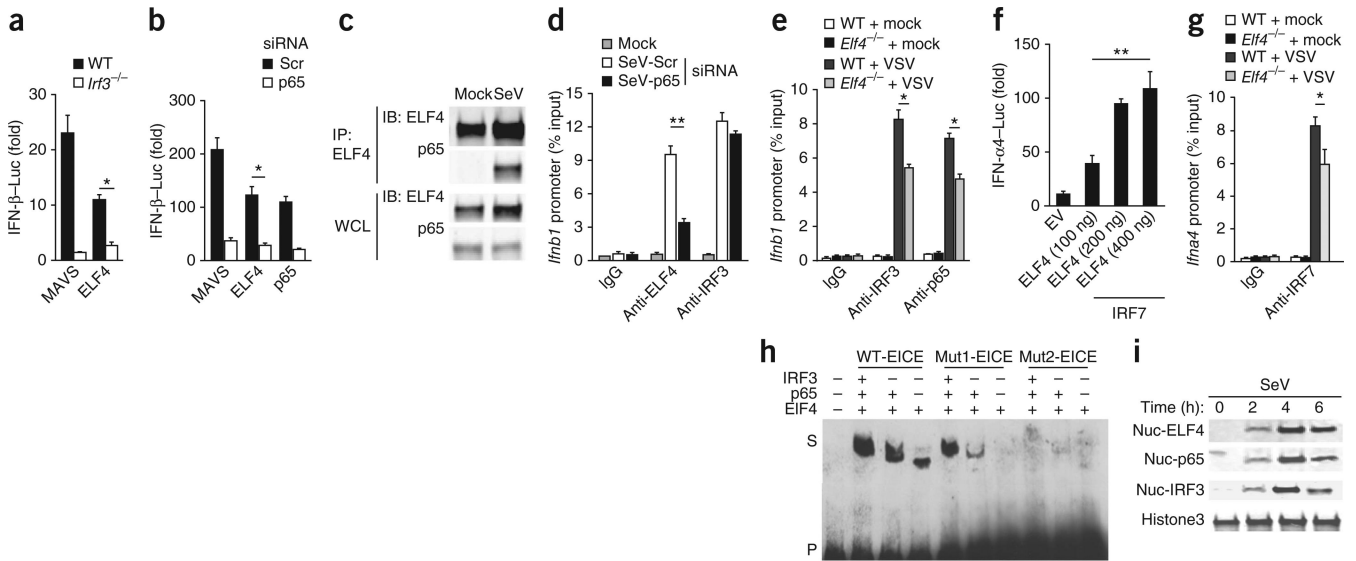 a
WT
Irf3–/–
IFN-β–Luc (fold)
30
20
10
0
*
MAVS
ELF4
b
siRNA
Scr
p65
IFN-β–Luc (fold)
300
200
100
0
*
MAVS
ELF4
p65
c
Mock SeV
IP: ELF4
IB: ELF4
p65
WCL
IB: ELF4
p65
d
Mock
SeV-Scr
SeV-p65
siRNA
Ifnb1 promoter (% input)
15
12
9
6
3
0
**
IgG
Anti-ELF4
Anti-IRF3
e
WT + mock
Elf4–/– + mock
WT + VSV
Elf4–/– + VSV
Ifnb1 promoter (% input)
10
8
6
4
2
0
*
*
IgG
Anti-IRF3
Anti-p65
f
IFN-α4–Luc (fold)
150
100
50
0
**
EV
ELF4 (100 ng)
ELF4 (200 ng)
ELF4 (400 ng)
IRF7
g
WT + mock
Elf4–/– + mock
WT + VSV
Elf4–/– + VSV
Ifna4 promoter (% input)
10
8
6
4
2
0
*
IgG
Anti-IRF7
h
WT-EICE Mut1-EICE Mut2-EICE
IRF3 – + – – + – – + – –
p65 – + + – + + – + + –
ElF4 – + + + + + + + + +
S
P
i
SeV
Time (h): 0 2 4 6
Nuc-ELF4
Nuc-p65
Nuc-IRF3
Histone3